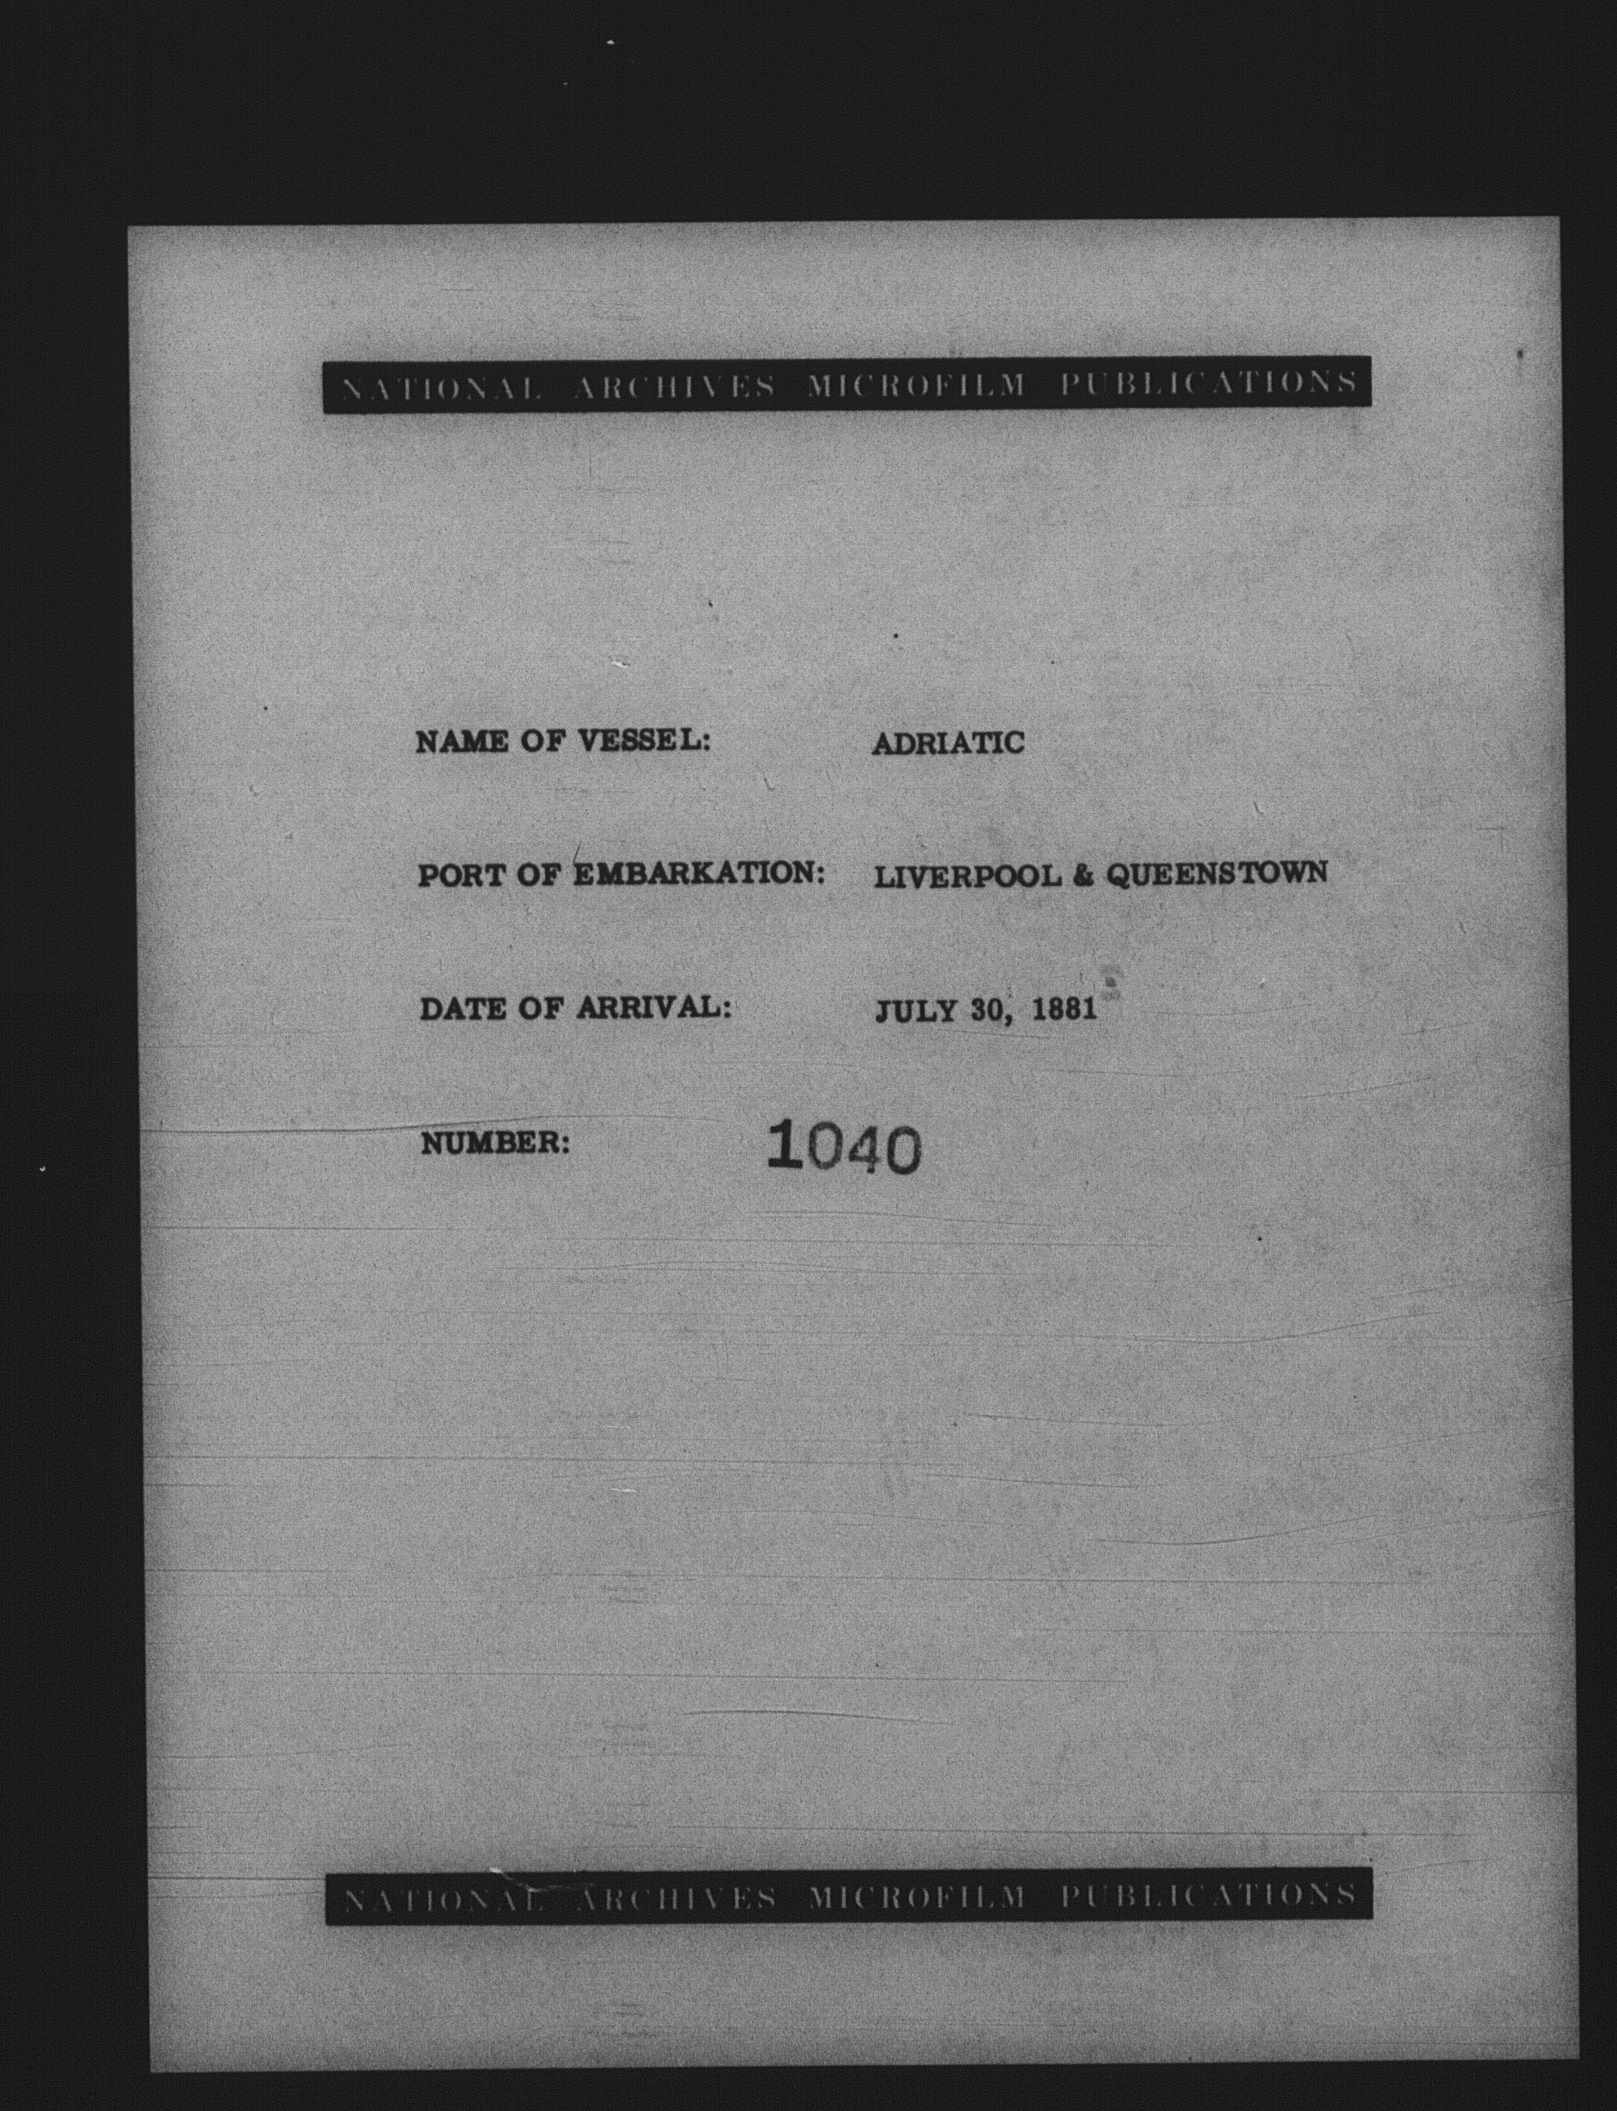 NATIONAL ARCHIVES MICROFILM PUBLICATIONS
NAME OF VESSEL: ADRIATIC
PORT OF EMBARKATION: LIVERPOOL & QUEENSTOWN
DATE OF ARRIVAL: JULY 30, 1881
NUMBER: 1040
NATIONAL ARCHIVES MICROFILM PUBLICATIONS